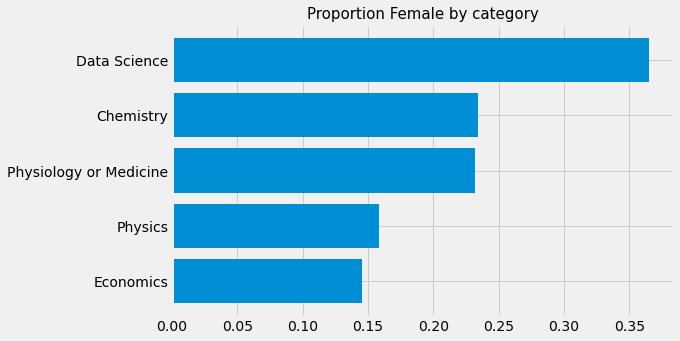 Proportion Female by category
Data Science
Chemistry
Physiology or Medicine
Physics
Economics
0.00 0.05 0.10 0.15 0.20 0.25 0.30 0.35